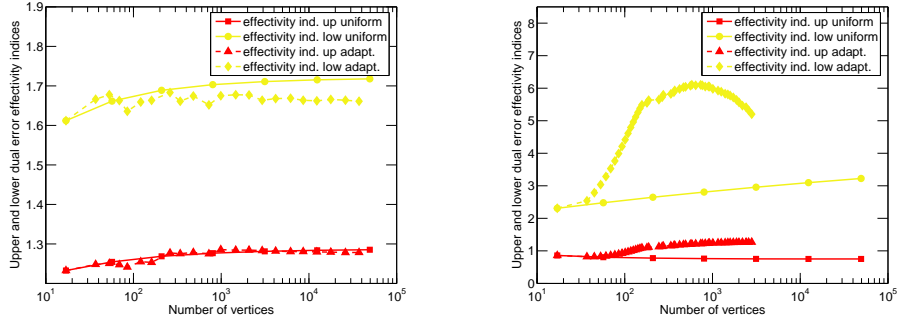 1.9
1.8
1.7
1.6
1.5
1.4
1.3
10^1
10^2
10^3
10^4
10^5
Number of vertices
Upper and lower dual error effectivity indices
effectivity ind. up uniform
effectivity ind. low uniform
effectivity ind. up adapt.
effectivity ind. low adapt.
8
7
6
5
4
3
2
1
0
10^1
10^2
10^3
10^4
10^5
Number of vertices
Upper and lower dual error effectivity indices
effectivity ind. up uniform
effectivity ind. low uniform
effectivity ind. up adapt.
effectivity ind. low adapt.